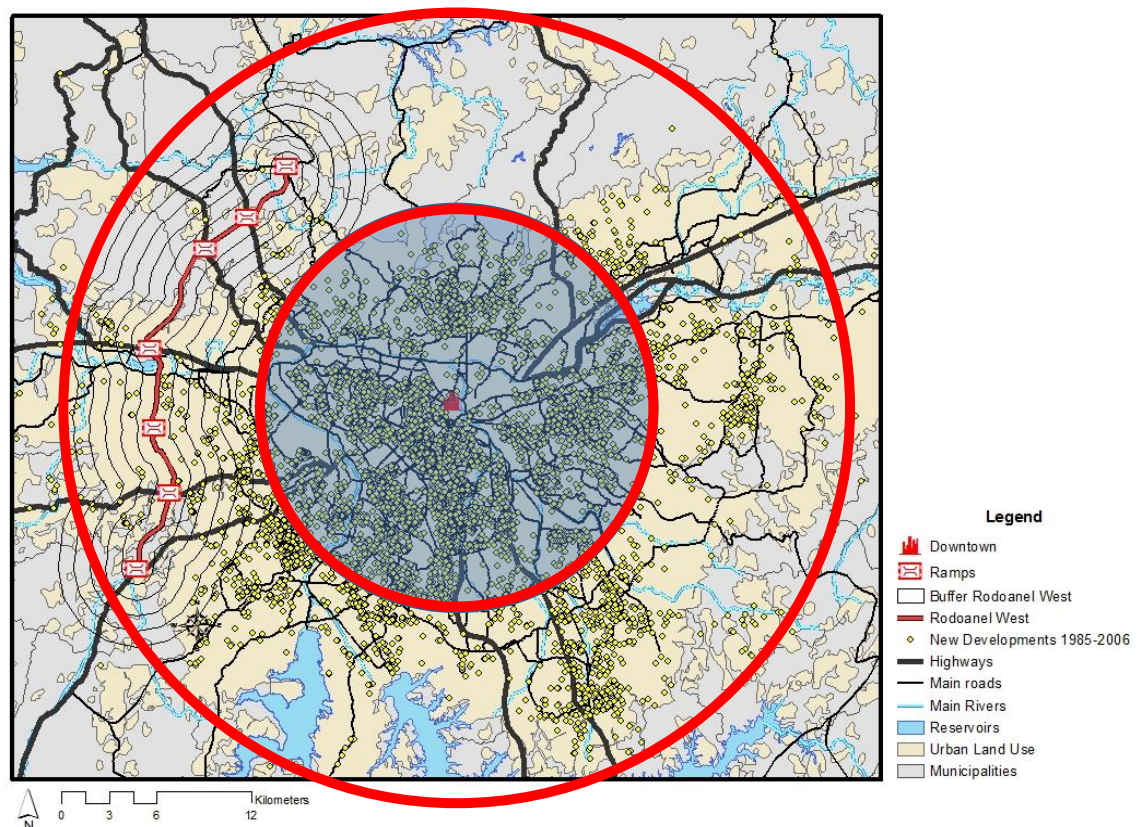 Legend
Downtown
Ramps
Buffer Rodoanel West
Rodoanel West
New Developments 1985-2006
Highways
Main roads
Main Rivers
Reservoirs
Urban Land Use
Municipalities
Kilometers
0 3 6 12
N